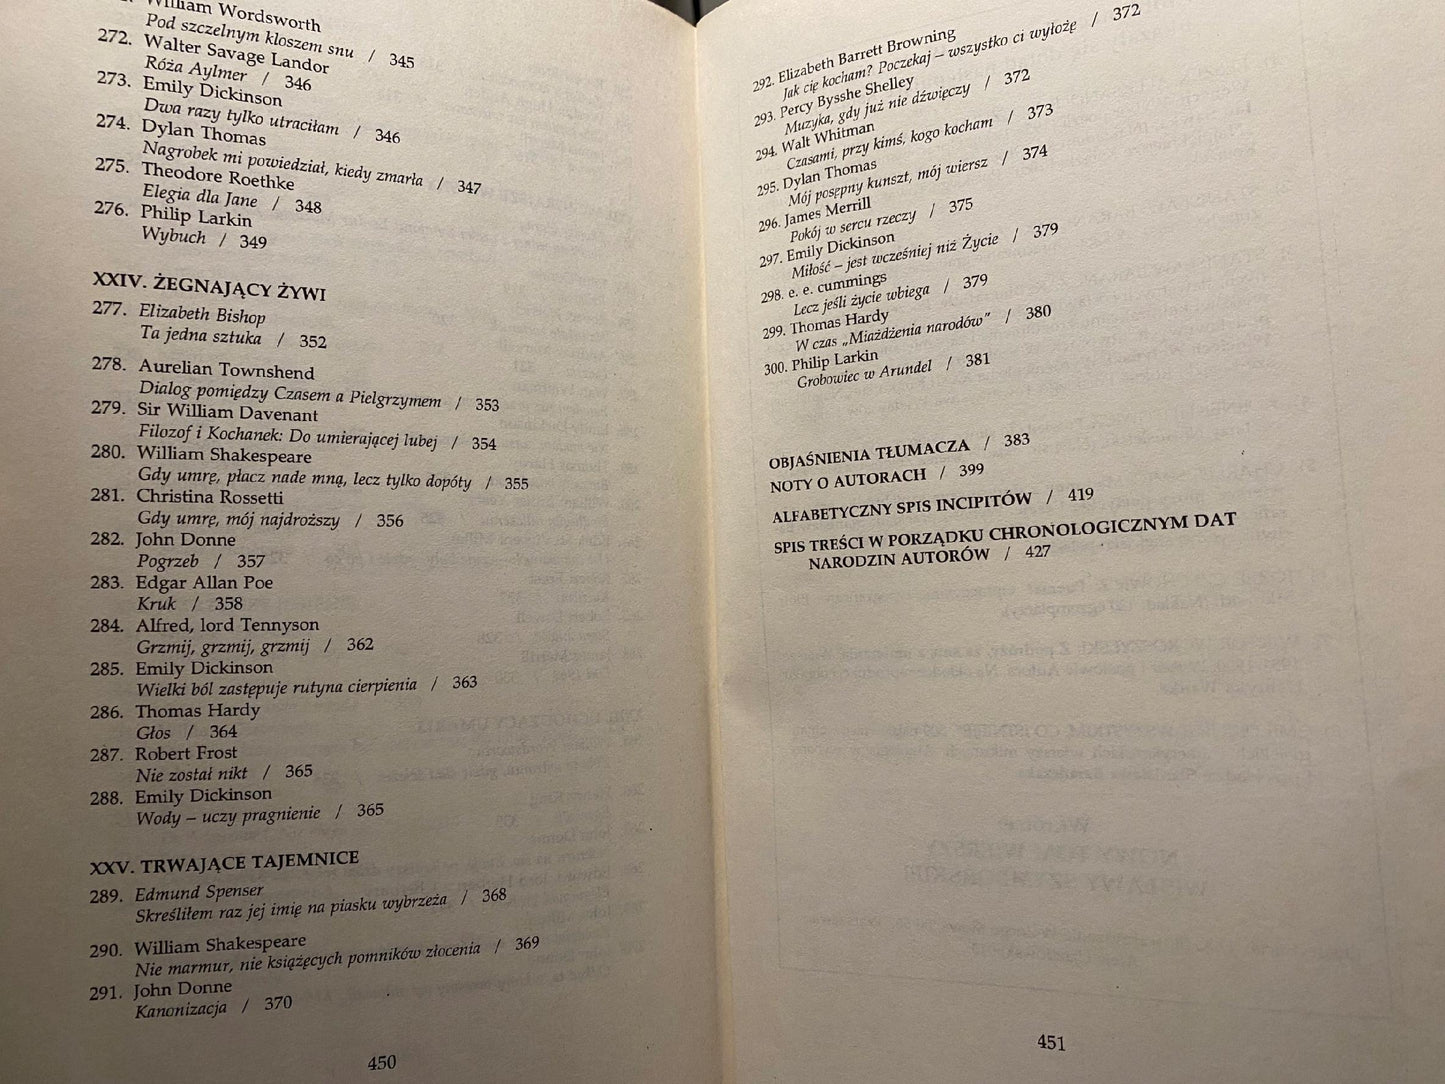 William Wordsworth
Pod szczelnym kloszem snu / 345
272. Walter Savage Landor
Róża Aylmer / 346
273. Emily Dickinson
Dwa razy tylko utraciłam / 346
274. Dylan Thomas
Nagrobek mi powiedział, kiedy zmarła / 347
275. Theodore Roethke
Elegia dla Jane / 348
276. Philip Larkin
Wybuch / 349
XXIV. ŻEGNAJĄCY ŻYWI
277. Elizabeth Bishop
Ta jedna sztuka / 352
278. Aurelian Townshend
Dialog pomiędzy Czasem a Pielgrzymem / 353
279. Sir William Davenant
Filozof i Kochanek: Do umierającej lubej / 354
280. William Shakespeare
Gdy umrę, płacz nade mną, lecz tylko dopóty / 355
281. Christina Rossetti
Gdy umrę, mój najdroższy / 356
282. John Donne
Pogrzeb / 357
283. Edgar Allan Poe
Kruk / 358
284. Alfred, lord Tennyson
Grzmij, grzmij, grzmij / 362
285. Emily Dickinson
Wielki ból zastępuje rutyna cierpienia / 363
286. Thomas Hardy
Głos / 364
287. Robert Frost
Nie został nikt / 365
288. Emily Dickinson
Wody – uczy pragnienie / 365
XXV. TRWAJĄCE TAJEMNICE
289. Edmund Spenser
Skreśliłem raz jej imię na piasku wybrzeża / 368
290. William Shakespeare
Nie marmur, nie książęcych pomników złocenia / 369
291. John Donne
Kanonizacja / 370
450
292. Elizabeth Barrett Browning
Jak cię kocham? Poczekaj – wszystko ci wyłożę / 372
293. Percy Bysshe Shelley
Muzyka, gdy już nie dźwięczy / 372
294. Walt Whitman
Czasami, przy kimś, kogo kocham / 373
295. Dylan Thomas
Mój posępny kunszt, mój wiersz / 374
296. James Merrill
Pokój w sercu rzeczy / 375
297. Emily Dickinson
Miłość – jest wcześniej niż Życie / 379
298. e. e. cummings
Lecz jeśli życie wbiega / 379
299. Thomas Hardy
W czas „Miażdżenia narodów” / 380
300. Philip Larkin
Grobowiec w Arundel / 381
OBJAŚNIENIA TŁUMACZA / 383
NOTY O AUTORACH / 399
ALFABETYCZNY SPIS INCIPITÓW / 419
SPIS TREŚCI W PORZĄDKU CHRONOLOGICZNYM DAT
NARODZIN AUTORÓW / 427
451